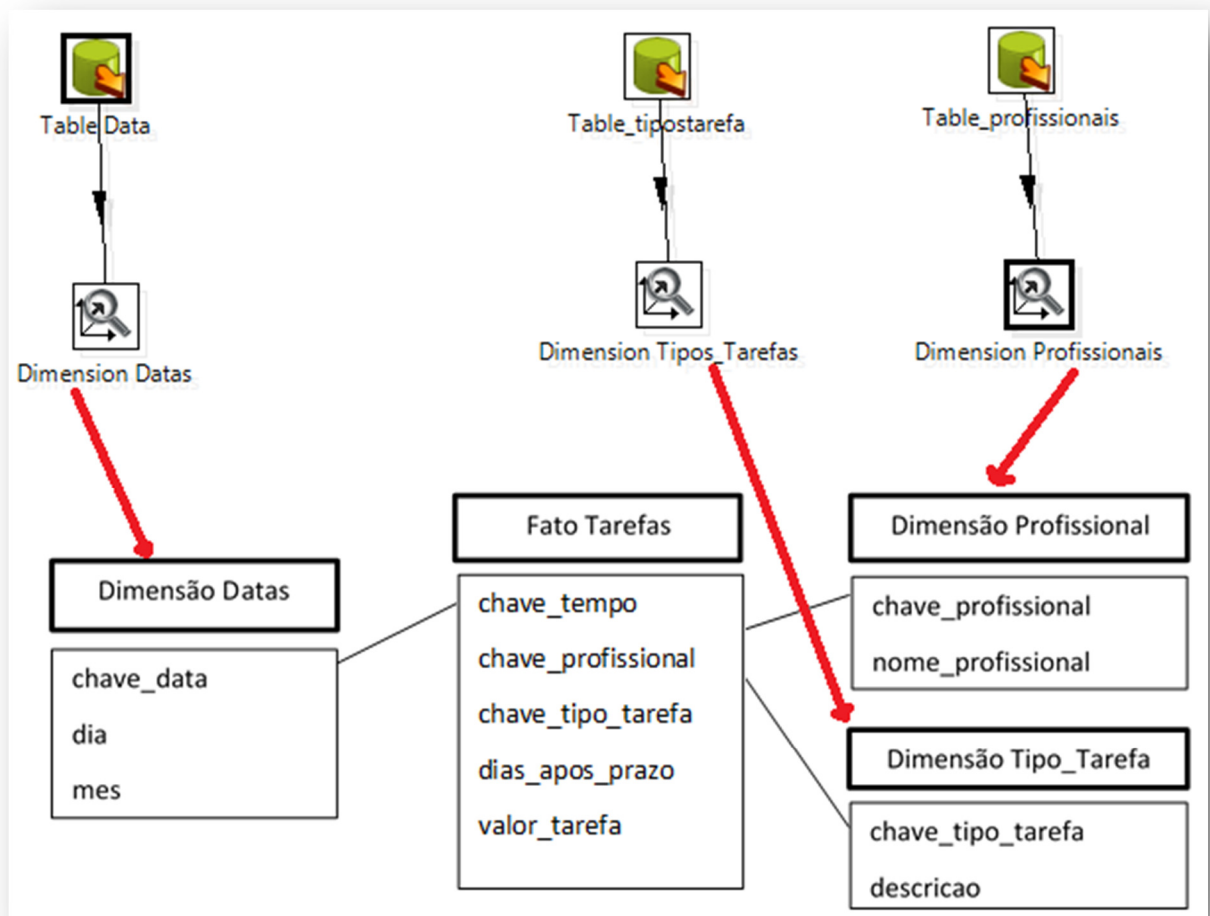 Table Data
Table_tipostarefa
Table_profissionais
Dimension Datas
Dimension Tipos_Tarefas
Dimension Profissionais
Dimensão Datas
chave_data
dia
mes
Fato Tarefas
chave_tempo
chave_profissional
chave_tipo_tarefa
dias_apos_prazo
valor_tarefa
Dimensão Profissional
chave_profissional
nome_profissional
Dimensão Tipo_Tarefa
chave_tipo_tarefa
descricao